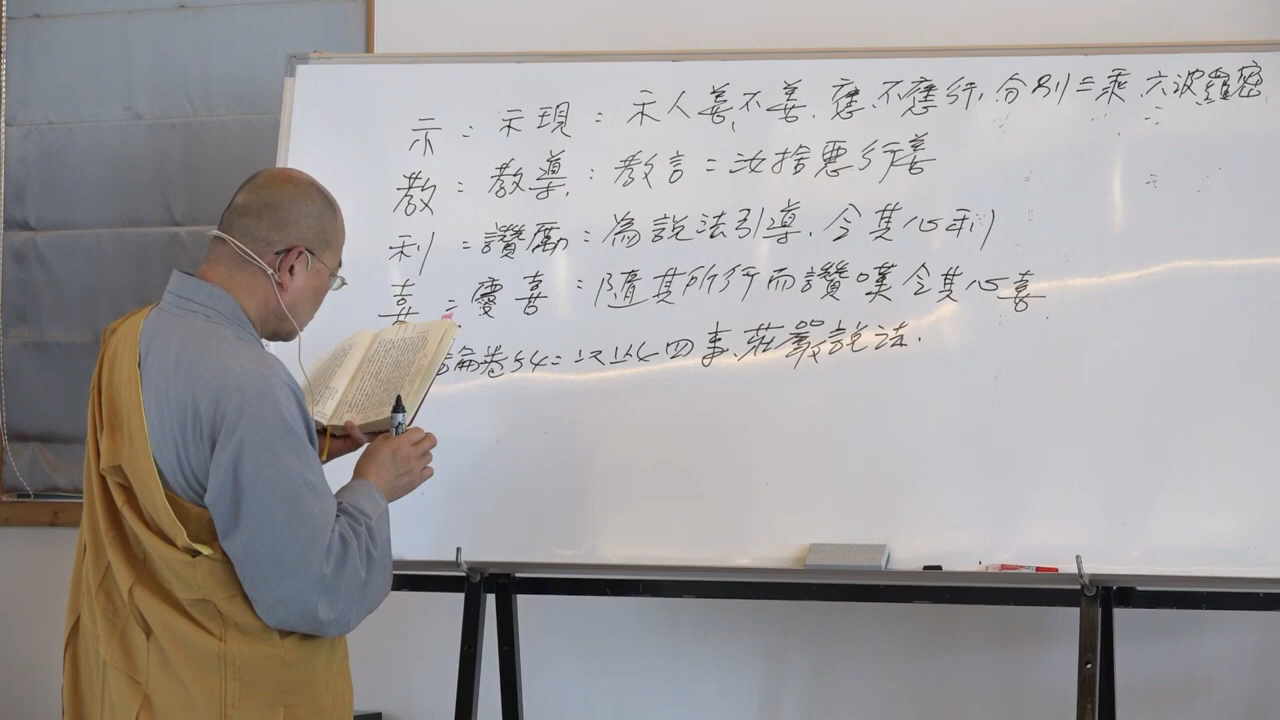 示：示現：示人善、不善、應、不應行，分別三乘、六波羅密
教：教導：教言：汝捨惡行善
利：讚勵：為說法引導，令其心利
喜：慶喜：隨其所行而讚嘆令其心喜
論卷54：以此四事，莊嚴說法．